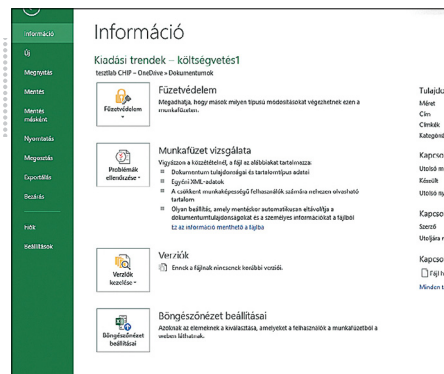 Információ
Új
Megnyitás
Mentés
Mentés
másként
Nyomtatás
Megosztás
Exportálás
Bezárás
Fiók
Beállítások
Információ
Kiadási trendek – költségvetés1
tesztlab CHIP – OneDrive » Dokumentumok
Füzetvédelem
Füzetvédelem
Megadhatja, hogy mások milyen típusú módosításokat végezhetnek ezen a
munkafüzeten.
Problémák
ellenőrzése
Munkafüzet vizsgálata
Vigyázzon a közzétételnél, a fájl az alábbiakat tartalmazza:
Dokumentum tulajdonságai és tartalomtípus adatai
Egyéni XML-adatok
A csökkent munkaképességű felhasználók számára nehezen olvasható
tartalom
Olyan beállítás, amely mentéskor automatikusan eltávolítja a
dokumentumtulajdonságokat és a személyes információkat a fájlból
Ez az információ menthető a fájlba
Verziók
kezelése
Verziók
Ennek a fájlnak nincsenek korábbi verziói.
Böngészőnézet
beállításai
Böngészőnézet beállításai
Azoknak az elemeknek a kiválasztása, amelyeket a felhasználók a munkafüzetből a
weben láthatnak.
Tulajdo
Méret
Cím
Címkék
Kategóri
Kapcso
Utolsó m
Készült
Utolsó ny
Kapcso
Szerző
Utoljára
Kapcso
Fájl h
Minden t